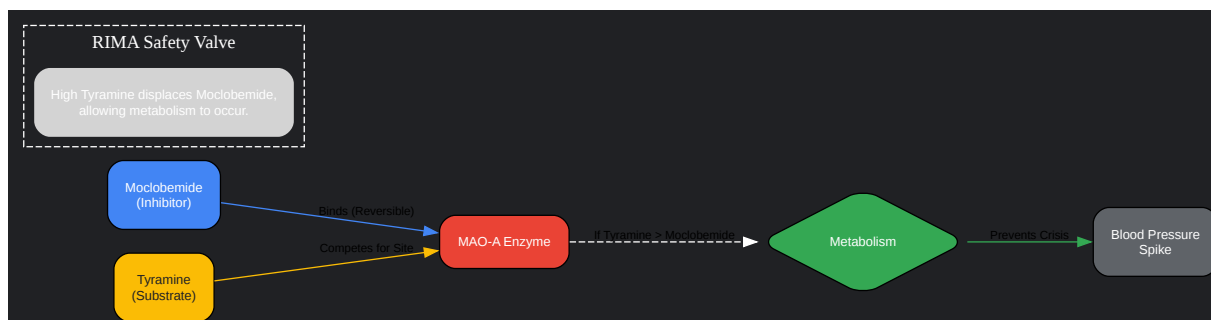 RIMA Safety Valve
High Tyramine displaces Moclobemide,
allowing metabolism to occur.
Moclobemide
(Inhibitor)
Binds (Reversible)
Competes for Site
Tyramine
(Substrate)
MAO-A Enzyme
If Tyramine > Moclobemide
Metabolism
Prevents Crisis
Blood Pressure
Spike